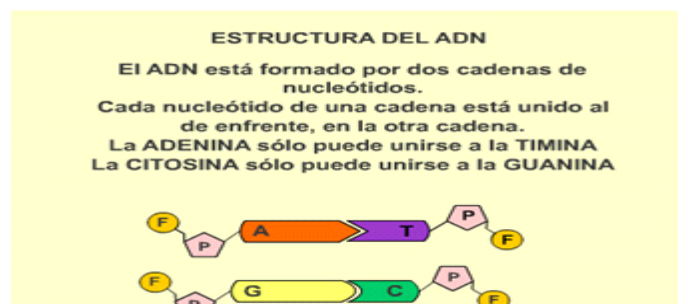 ESTRUCTURA DEL ADN
El ADN está formado por dos cadenas de
nucleótidos.
Cada nucleótido de una cadena está unido al
de enfrente, en la otra cadena.
La ADENINA sólo puede unirse a la TIMINA
La CITOSINA sólo puede unirse a la GUANINA
F P A T P F
F P G C P F